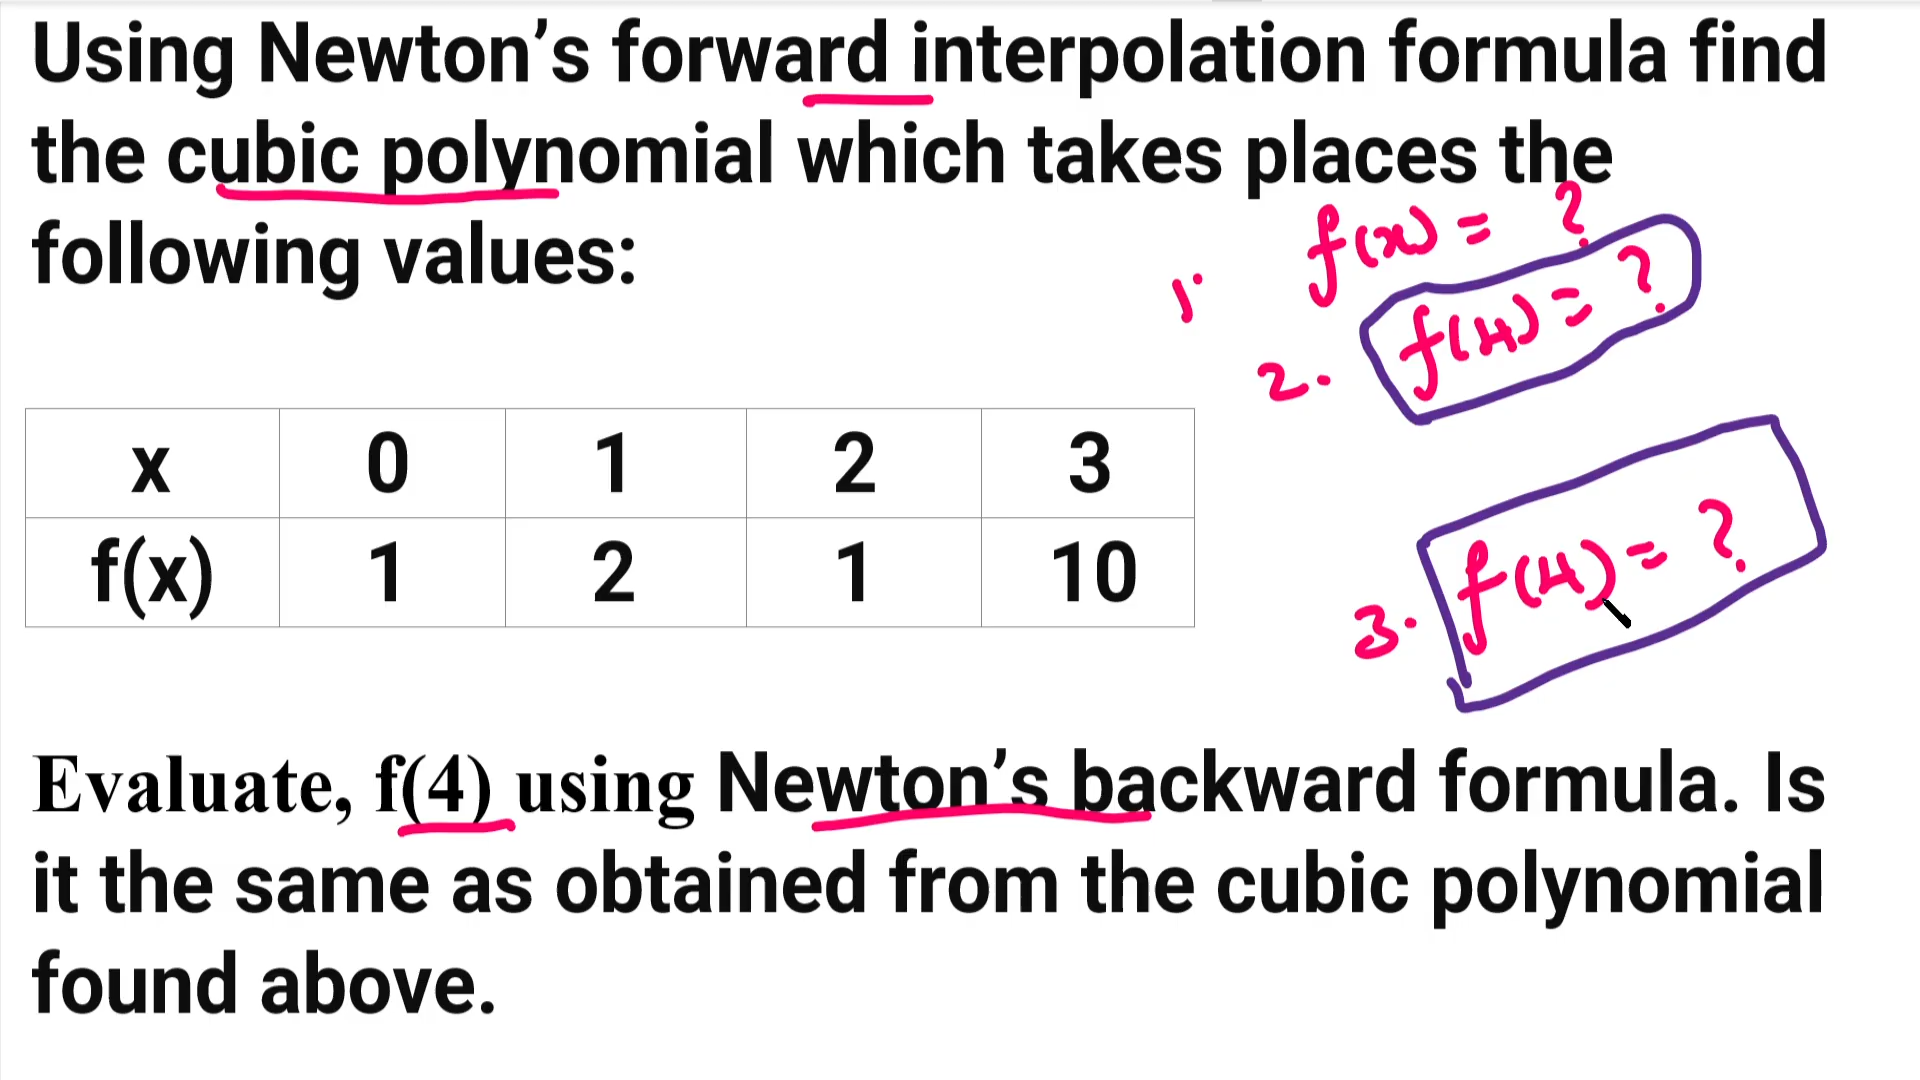 Using Newton’s forward interpolation formula find
the cubic polynomial which takes places the
following values:
1. f(x) = ?
2. f(4) = ?
x 0 1 2 3
f(x) 1 2 1 10
3. f(4) = ?
Evaluate, f(4) using Newton’s backward formula. Is
it the same as obtained from the cubic polynomial
found above.